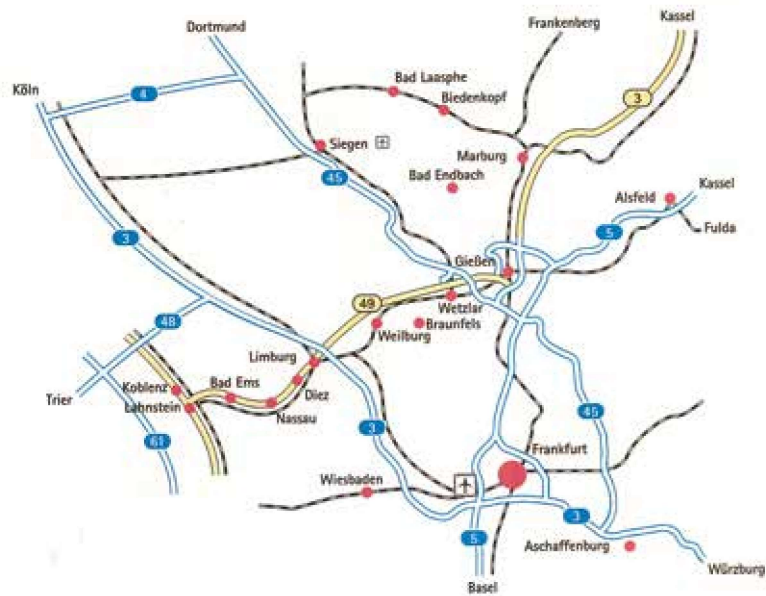 Dortmund
Frankenberg
Kassel
Köln
Bad Laasphe
4
Biedenkopf
3
Siegen
Marburg
45
Bad Endbach
Alsfeld
Kassel
3
5
Fulda
Gießen
49
Wetzlar
48
Braunfels
Weilburg
Limburg
Koblenz
Bad Ems
Diez
Trier
Lahnstein
Nassau
45
61
3
Frankfurt
Wiesbaden
3
5
Aschaffenburg
Würzburg
Basel